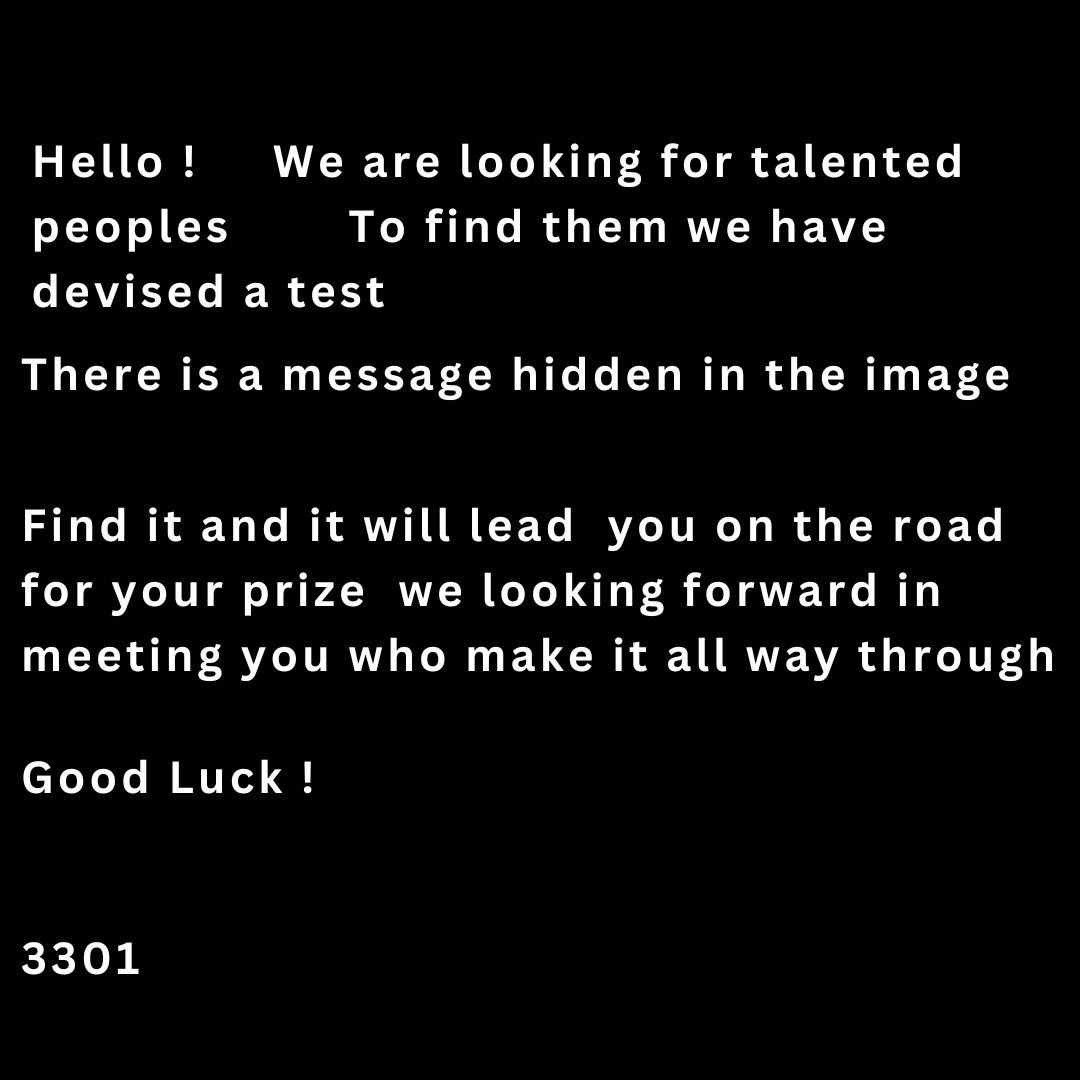 Hello ! We are looking for talented
peoples To find them we have
devised a test
There is a message hidden in the image
Find it and it will lead you on the road
for your prize we looking forward in
meeting you who make it all way through
Good Luck !
3301